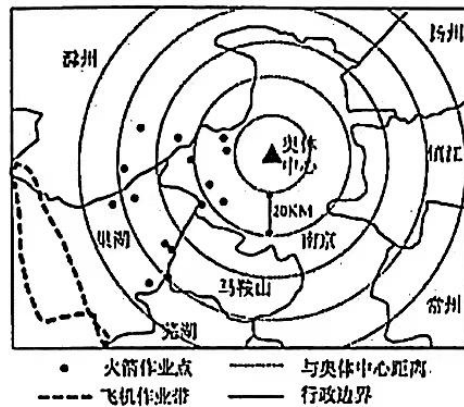 滁州
扬州
奥体
中心
镇江
20KM
巢湖
南京
马鞍山
芜湖
常州
火箭作业点
与奥体中心距离
飞机作业带
行政边界